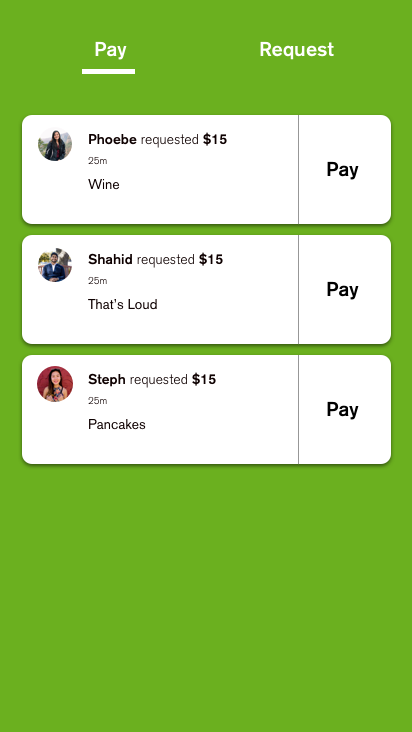 Pay Request
Phoebe requested $15
25m
Wine
Pay
Shahid requested $15
25m
That's Loud
Pay
Steph requested $15
25m
Pancakes
Pay